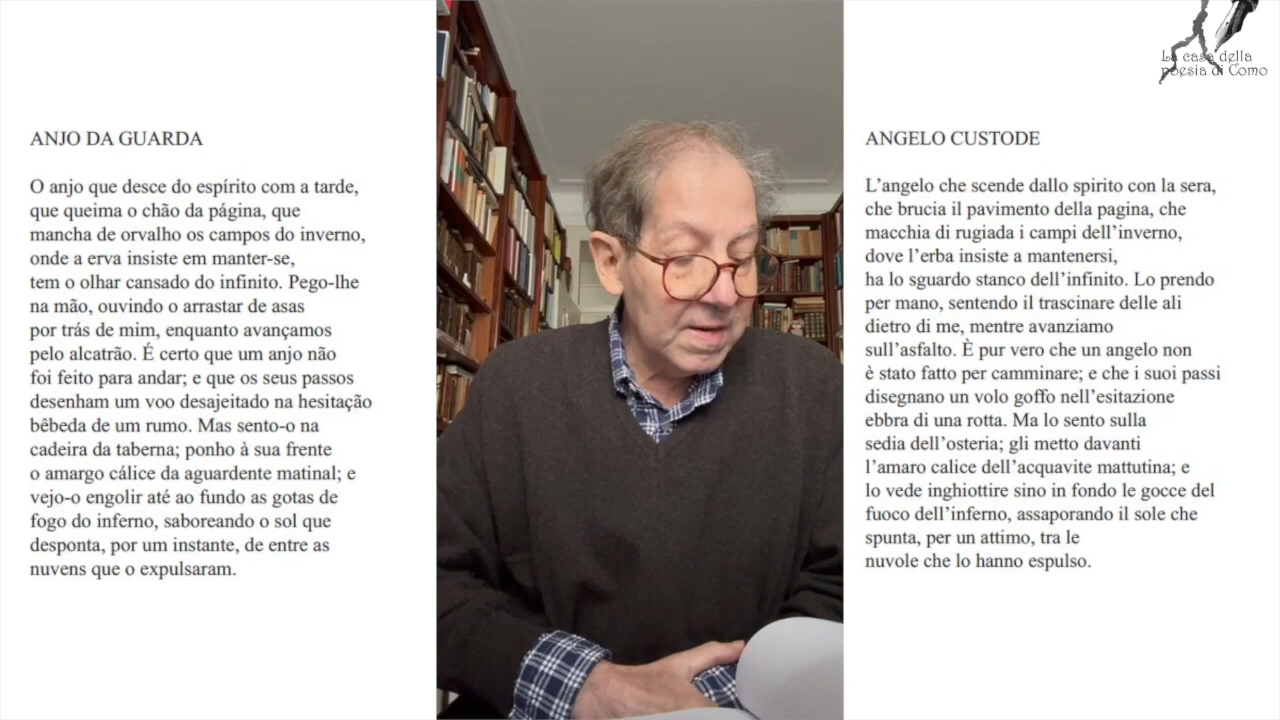 ANJO DA GUARDA
O anjo que desce do espírito com a tarde,
que queima o chão da página, que
mancha de orvalho os campos do inverno,
onde a erva insiste em manter-se,
tem o olhar cansado do infinito. Pego-lhe
na mão, ouvindo o arrastar de asas
por trás de mim, enquanto avançamos
pelo alcatrão. É certo que um anjo não
foi feito para andar; e que os seus passos
desenham um voo desajeitado na hesitação
bêbeda de um rumo. Mas sento-o na
cadeira da taberna; ponho à sua frente
o amargo cálice da aguardente matinal; e
vejo-o engolir até ao fundo as gotas de
fogo do inferno, saboreando o sol que
desponta, por um instante, de entre as
nuvens que o expulsaram.
La casa della
poesia di Como
ANGELO CUSTODE
L'angelo che scende dallo spirito con la sera,
che brucia il pavimento della pagina, che
macchia di rugiada i campi dell'inverno,
dove l'erba insiste a mantenersi,
ha lo sguardo stanco dell'infinito. Lo prendo
per mano, sentendo il trascinare delle ali
dietro di me, mentre avanziamo
sull'asfalto. È pur vero che un angelo non
è stato fatto per camminare; e che i suoi passi
disegnano un volo goffo nell'esitazione
ebbra di una rotta. Ma lo sento sulla
sedia dell'osteria; gli metto davanti
l'amaro calice dell'acquavite mattutina; e
lo vede inghiottire sino in fondo le gocce del
fuoco dell'inferno, assaporando il sole che
spunta, per un attimo, tra le
nuvole che lo hanno espulso.